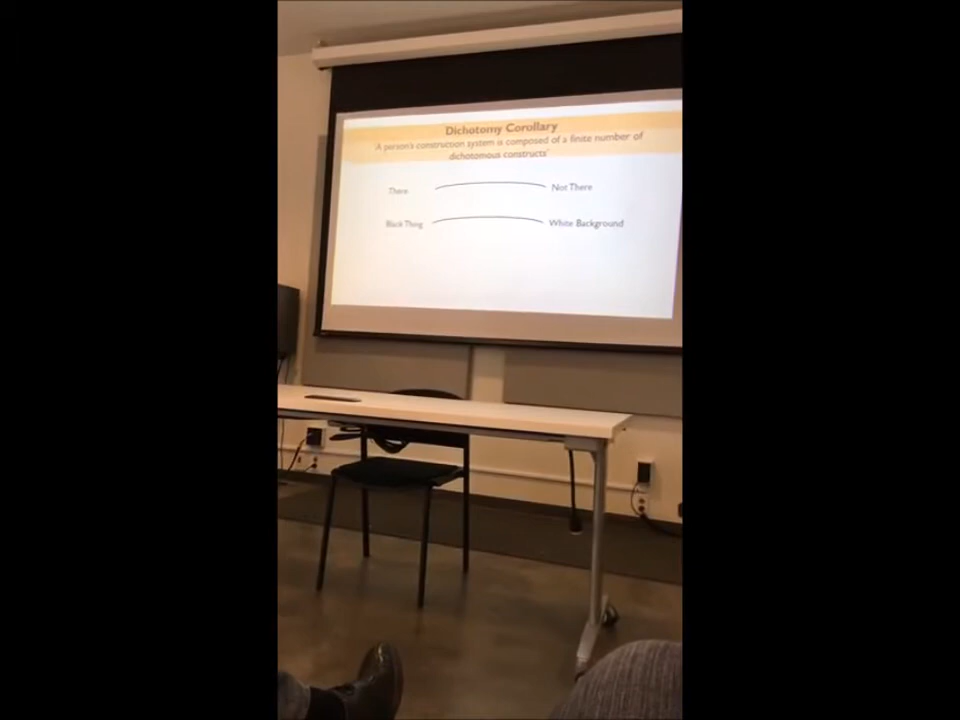 Dichotomy Corollary
'A person's construction system is composed of a finite number of
dichotomous constructs'
There Not There
Black Thing White Background